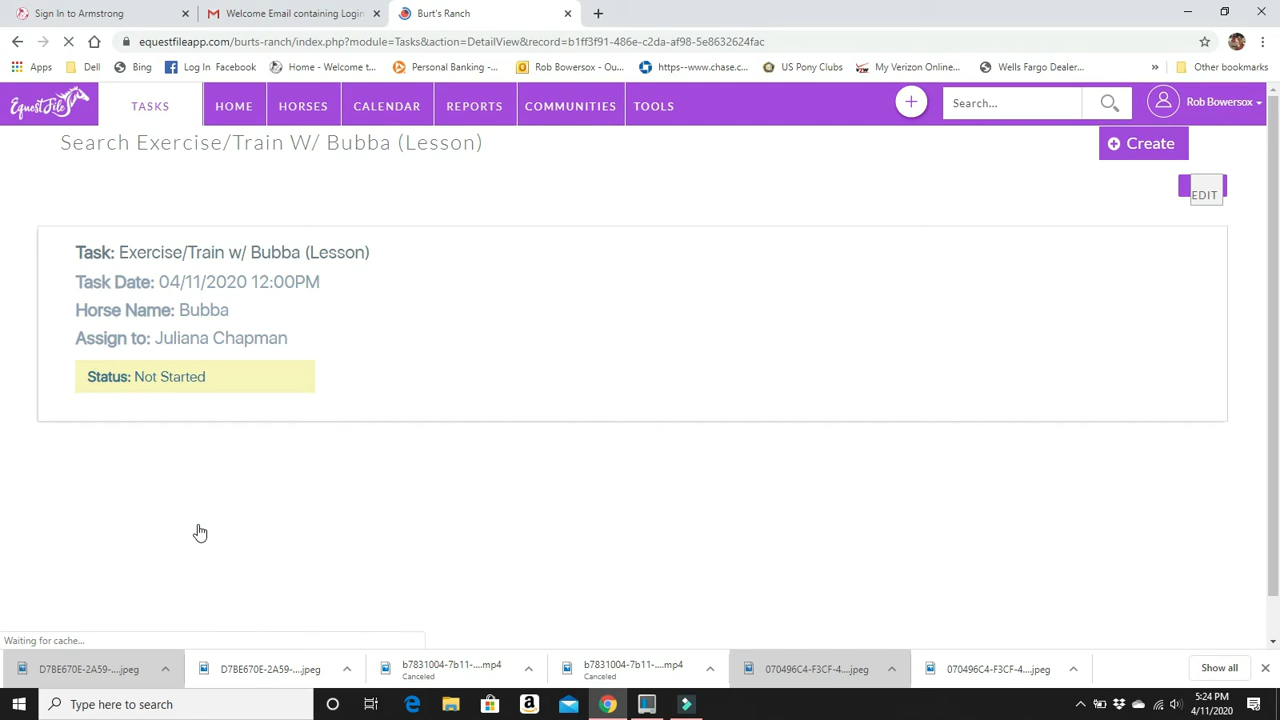 Sign In to Armstrong
Welcome Email containing Login
Burt's Ranch
equestfileapp.com/burts-ranch/index.php?module=Tasks&action=DetailView&record=b1ff3f91-486e-c2da-af98-5e8632624fac
Apps Dell Bing Log In Facebook Home - Welcome t... Personal Banking -... Rob Bowersox - Ou... https--www.chase.c... US Pony Clubs My Verizon Online... Wells Fargo Dealer... » Other bookmarks
EquestFile TASKS HOME HORSES CALENDAR REPORTS COMMUNITIES TOOLS Search... Rob Bowersox
Search Exercise/Train W/ Bubba (Lesson)
Create
EDIT
Task: Exercise/Train w/ Bubba (Lesson)
Task Date: 04/11/2020 12:00PM
Horse Name: Bubba
Assign to: Juliana Chapman
Status: Not Started
Waiting for cache...
D7BE670E-2A59-....jpeg
D7BE670E-2A59-....jpeg
b7831004-7b11-....mp4
Canceled
b7831004-7b11-....mp4
Canceled
070496C4-F3CF-4....jpeg
070496C4-F3CF-4....jpeg
Show all
Type here to search
5:24 PM
4/11/2020